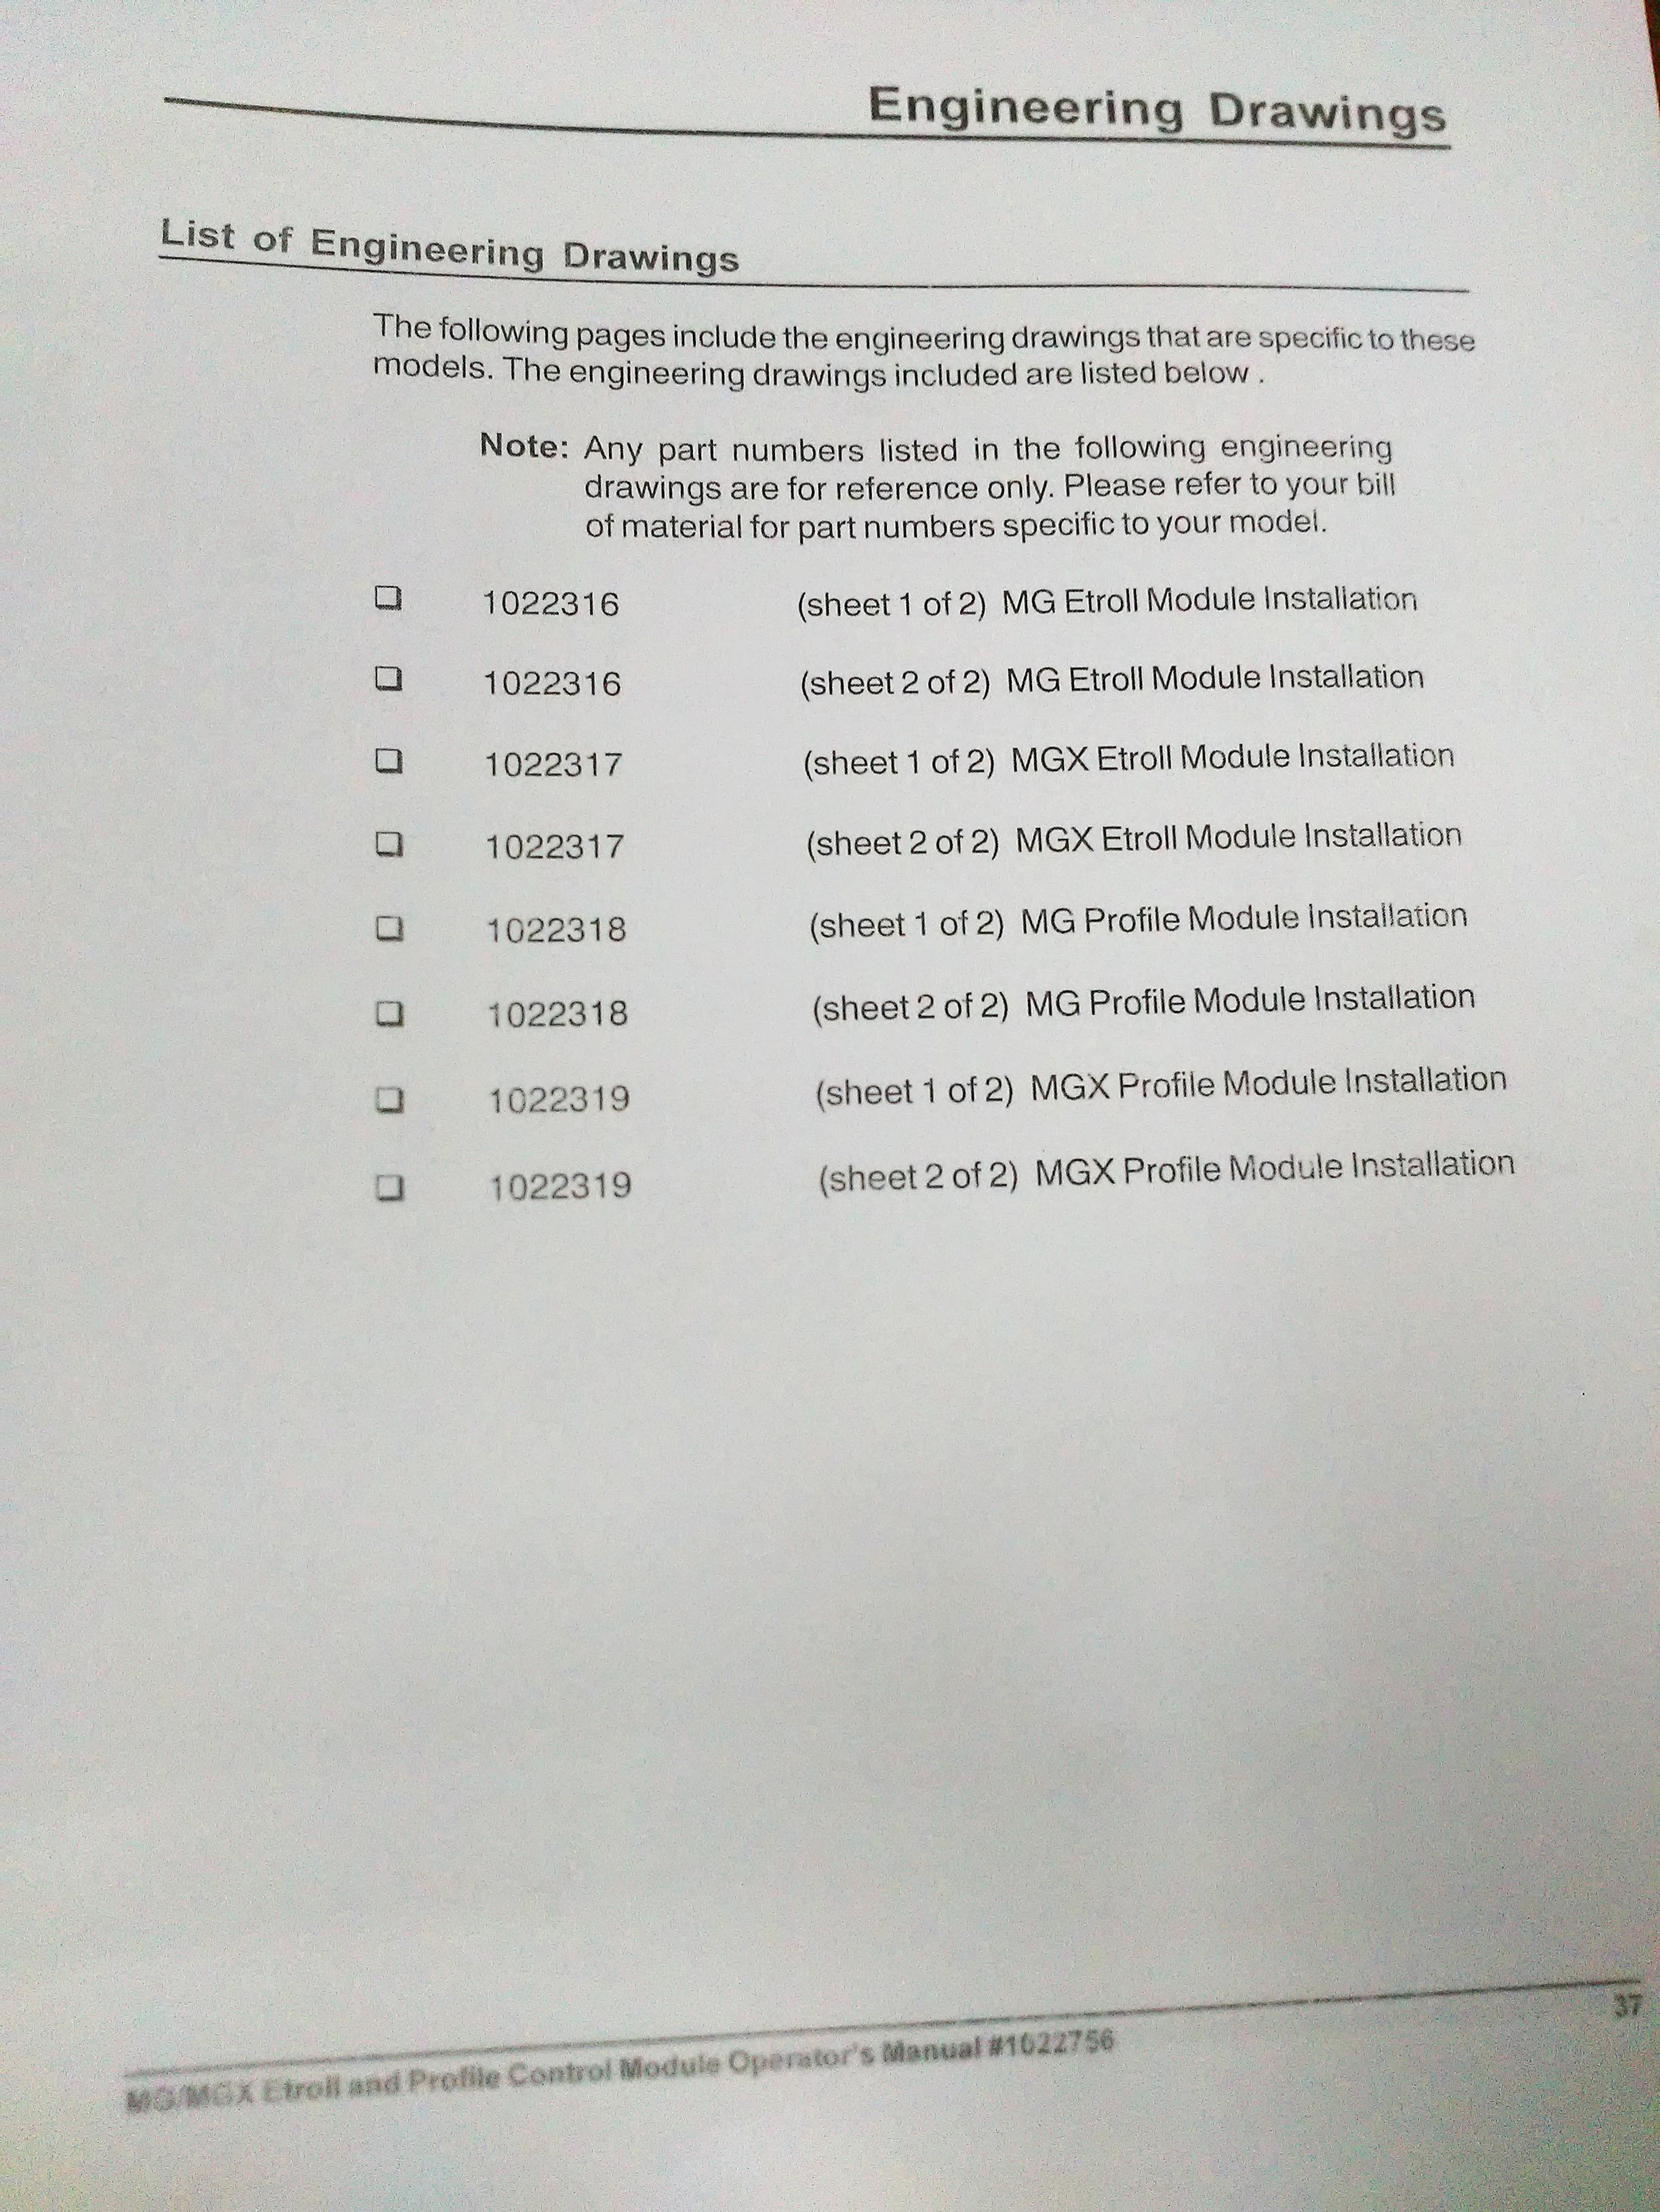 Engineering Drawings
List of Engineering Drawings
The following pages include the engineering drawings that are specific to these
models. The engineering drawings included are listed below .
Note: Any part numbers listed in the following engineering
drawings are for reference only. Please refer to your bill
of material for part numbers specific to your model.
❑ 1022316 (sheet 1 of 2) MG Etroll Module Installation
❑ 1022316 (sheet 2 of 2) MG Etroll Module Installation
❑ 1022317 (sheet 1 of 2) MGX Etroll Module Installation
❑ 1022317 (sheet 2 of 2) MGX Etroll Module Installation
❑ 1022318 (sheet 1 of 2) MG Profile Module Installation
❑ 1022318 (sheet 2 of 2) MG Profile Module Installation
❑ 1022319 (sheet 1 of 2) MGX Profile Module Installation
❑ 1022319 (sheet 2 of 2) MGX Profile Module Installation
37
MG/MGX Etroll and Profile Control Module Operator's Manual #1022756